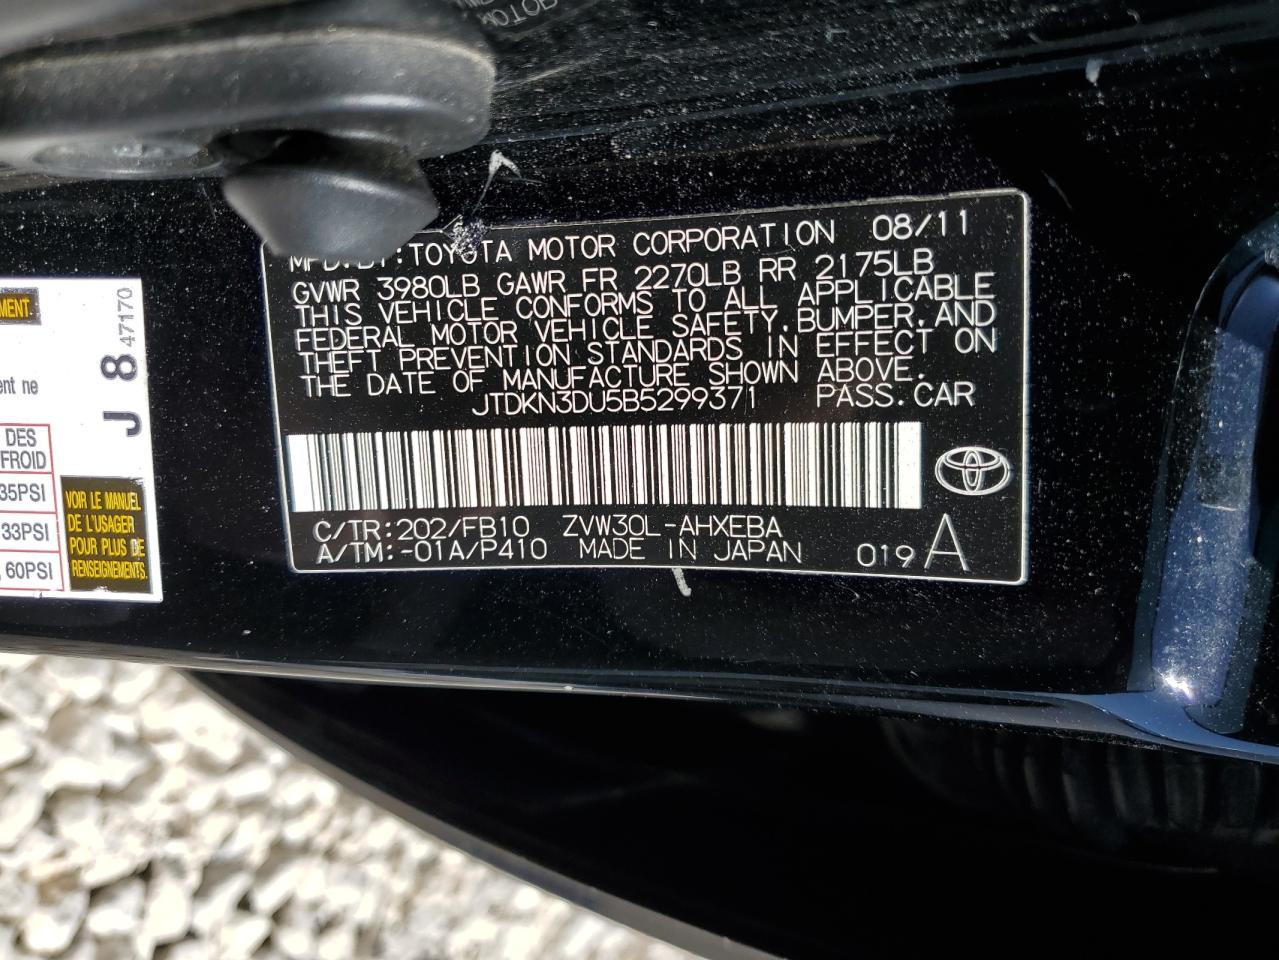 MFD. BY: TOYOTA MOTOR CORPORATION 08/11
GVWR 3980LB GAWR FR 2270LB RR 2175LB
THIS VEHICLE CONFORMS TO ALL APPLICABLE
FEDERAL MOTOR VEHICLE SAFETY, BUMPER, AND
THEFT PREVENTION STANDARDS IN EFFECT ON
THE DATE OF MANUFACTURE SHOWN ABOVE.
JTDKN3DU5B5299371 PASS. CAR
C/TR: 202/FB10 ZVW30L-AHXEBA
A/TM: -01A/P410 MADE IN JAPAN 019 A
47170
J 8
ent ne
DES
FROID
35PSI
33PSI
60PSI
VOIR LE MANUEL
DE L'USAGER
POUR PLUS DE
RENSEIGNEMENTS.